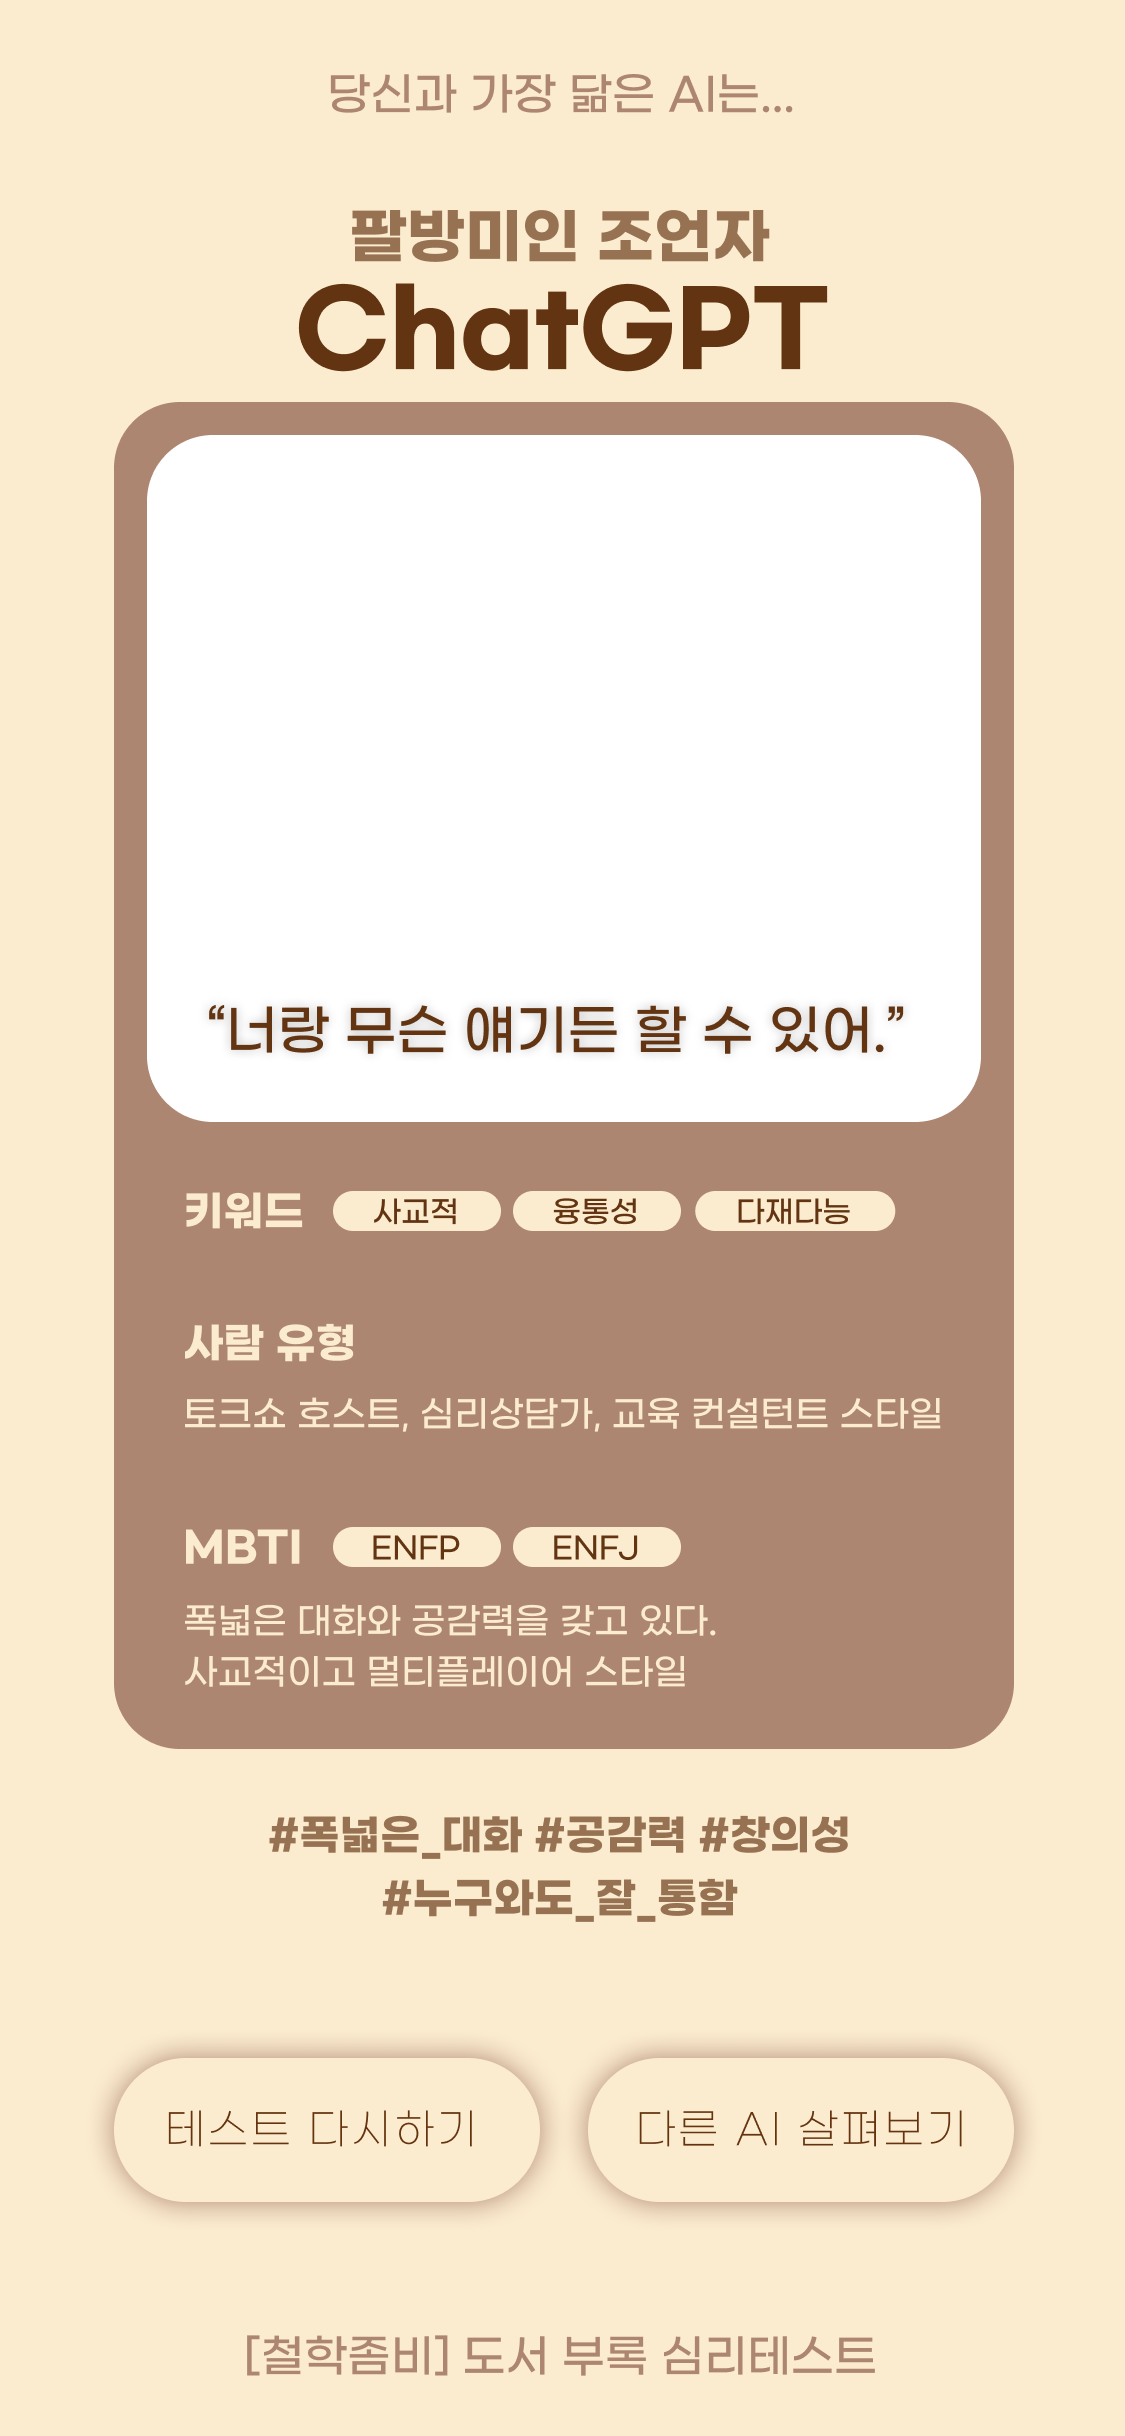 당신과 가장 닮은 AI는...
팔방미인 조언자
ChatGPT
“너랑 무슨 얘기든 할 수 있어.”
키워드 사교적 융통성 다재다능
사람 유형
토크쇼 호스트, 심리상담가, 교육 컨설턴트 스타일
MBTI ENFP ENFJ
폭넓은 대화와 공감력을 갖고 있다.
사교적이고 멀티플레이어 스타일
#폭넓은_대화 #공감력 #창의성
#누구와도_잘_통함
테스트 다시하기 다른 AI 살펴보기
[철학좀비] 도서 부록 심리테스트